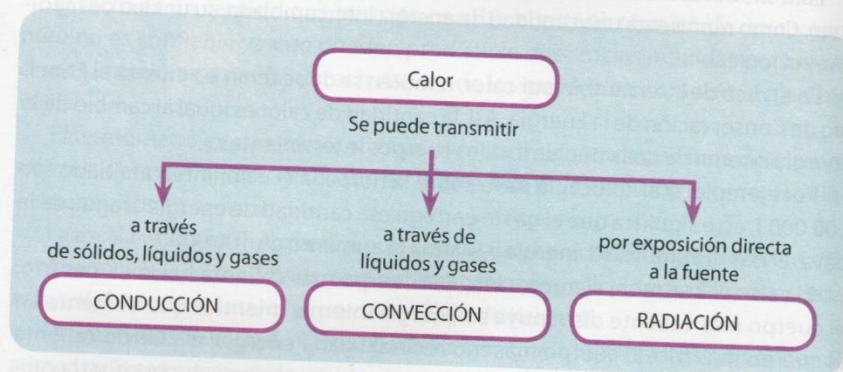 Calor
Se puede transmitir
a través
de sólidos, líquidos y gases
CONDUCCIÓN
a través de
líquidos y gases
CONVECCIÓN
por exposición directa
a la fuente
RADIACIÓN